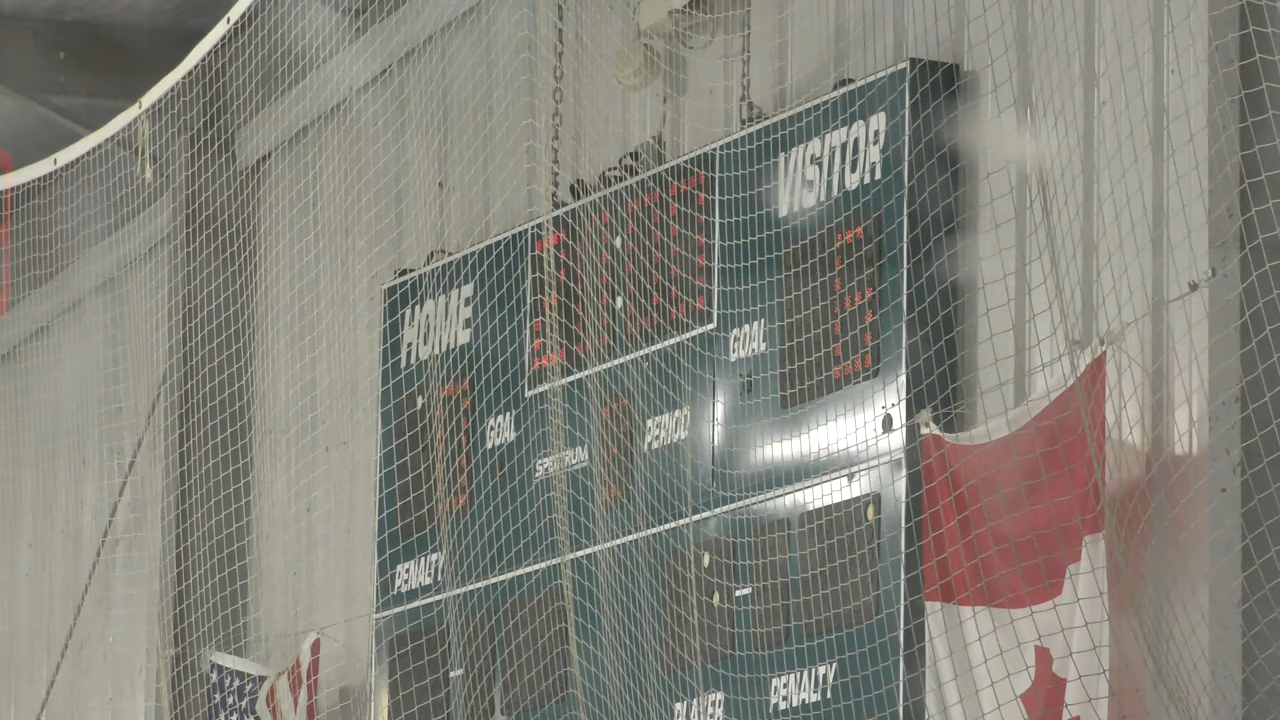 VISITOR
HOME
GOAL
GOAL
PERIOD
SPECTRUM
PENALTY
PENALTY
PLAYER